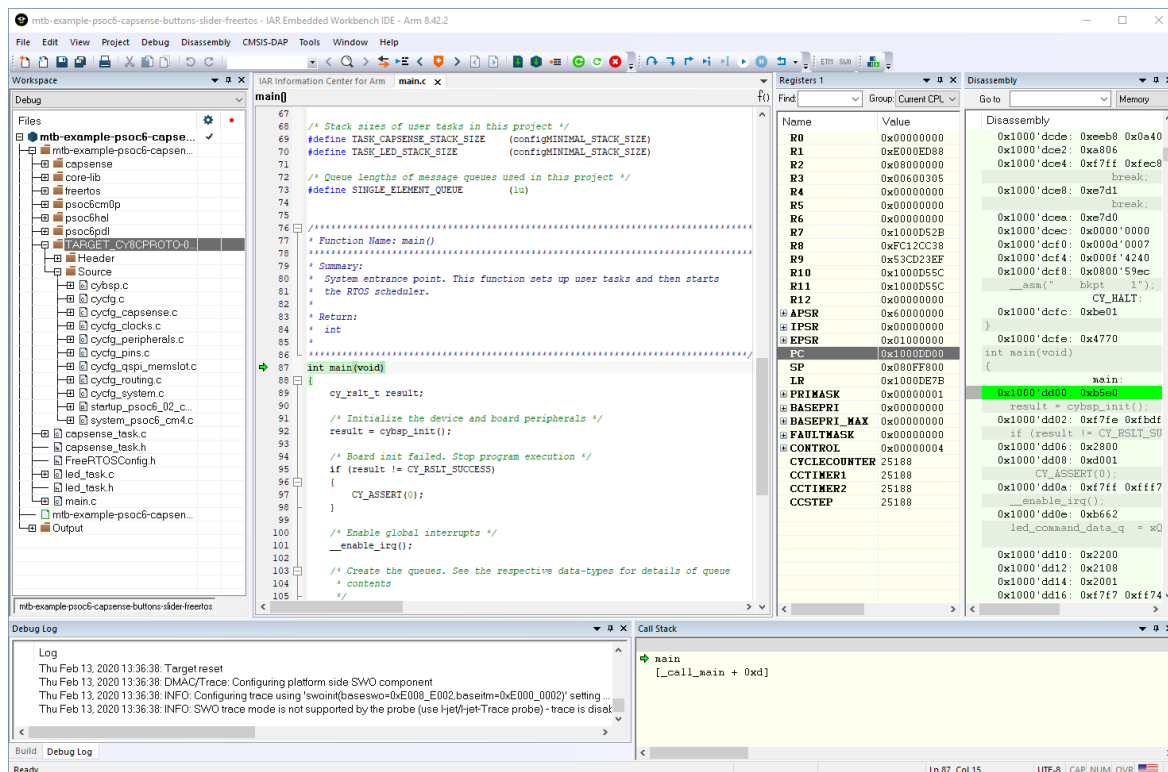 mtb-example-psoc6-capsense-buttons-slider-freertos - IAR Embedded Workbench IDE - Arm 8.42.2
File Edit View Project Debug Disassembly CMSIS-DAP Tools Window Help
ETM SWO
Workspace
Debug
Files
mtb-example-psoc6-capse...
mtb-example-psoc6-capsen...
capsense
core-lib
freertos
psoc6cm0p
psoc6hal
psoc6pdl
TARGET_CY8CPROTO-0...
Header
Source
cybsp.c
cycfg.c
cycfg_capsense.c
cycfg_clocks.c
cycfg_peripherals.c
cycfg_pins.c
cycfg_qspi_memslot.c
cycfg_routing.c
cycfg_system.c
startup_psoc6_02_c...
system_psoc6_cm4.c
capsense_task.c
capsense_task.h
FreeRTOSConfig.h
led_task.c
led_task.h
main.c
mtb-example-psoc6-capsen...
Output
mtb-example-psoc6-capsense-buttons-slider-freertos
IAR Information Center for Arm main.c x
main() f()
67
68 /* Stack sizes of user tasks in this project */
69 #define TASK_CAPSENSE_STACK_SIZE (configMINIMAL_STACK_SIZE)
70 #define TASK_LED_STACK_SIZE (configMINIMAL_STACK_SIZE)
71
72 /* Queue lengths of message queues used in this project */
73 #define SINGLE_ELEMENT_QUEUE (1u)
74
75
76 /*******************************************************************************
77 * Function Name: main()
78 ********************************************************************************
79 * Summary:
80 * System entrance point. This function sets up user tasks and then starts
81 * the RTOS scheduler.
82 *
83 * Return:
84 * int
85 *
86 *******************************************************************************/
87 int main(void)
88 {
89 cy_rslt_t result;
90
91 /* Initialize the device and board peripherals */
92 result = cybsp_init();
93
94 /* Board init failed. Stop program execution */
95 if (result != CY_RSLT_SUCCESS)
96 {
97 CY_ASSERT(0);
98 }
99
100 /* Enable global interrupts */
101 __enable_irq();
102
103 /* Create the queues. See the respective data-types for details of queue
104 * contents
105 */
Registers 1
Find: Group: Current CPU
Name Value
R0 0x00000000
R1 0xE000ED88
R2 0x08000000
R3 0x00600305
R4 0x00000000
R5 0x00000000
R6 0x00000000
R7 0x1000D52B
R8 0xFC12CC38
R9 0x53CD23EF
R10 0x1000D55C
R11 0x1000D55C
R12 0x00000000
APSR 0x60000000
IPSR 0x00000000
EPSR 0x01000000
PC 0x1000DD00
SP 0x080FF800
LR 0x1000DE7B
PRIMASK 0x00000001
BASEPRI 0x00000000
BASEPRI_MAX 0x00000000
FAULTMASK 0x00000000
CONTROL 0x00000004
CYCLECOUNTER 25188
CCTIMER1 25188
CCTIMER2 25188
CCSTEP 25188
Disassembly
Go to Memory
Disassembly
0x1000'dcde: 0xeeb8 0x0a40
0x1000'dce2: 0xa806
0x1000'dce4: 0xf7ff 0xfec8
break;
0x1000'dce8: 0xe7d1
break;
0x1000'dcea: 0xe7d0
0x1000'dcec: 0x0000'0000
0x1000'dcf0: 0x000d'0007
0x1000'dcf4: 0x000f'4240
0x1000'dcf8: 0x0800'59ec
__asm(" bkpt 1");
CY_HALT:
0x1000'dcfc: 0xbe01
}
0x1000'dcfe: 0x4770
int main(void)
{
main:
0x1000'dd00: 0xb5e0
result = cybsp_init();
0x1000'dd02: 0xf7fe 0xfbdf
if (result != CY_RSLT_SU
0x1000'dd06: 0x2800
0x1000'dd08: 0xd001
CY_ASSERT(0);
0x1000'dd0a: 0xf7ff 0xfff7
__enable_irq();
0x1000'dd0e: 0xb662
led_command_data_q = xQ
0x1000'dd10: 0x2200
0x1000'dd12: 0x2108
0x1000'dd14: 0x2001
0x1000'dd16: 0xf7f7 0xff74
Debug Log
Log
Thu Feb 13, 2020 13:36:38: Target reset
Thu Feb 13, 2020 13:36:38: DMAC/Trace: Configuring platform side SWO component
Thu Feb 13, 2020 13:36:38: INFO: Configuring trace using 'swoinit(baseswo=0xE008_E002,baseitm=0xE000_0002)' setting ...
Thu Feb 13, 2020 13:36:38: INFO: SWO trace mode is not supported by the probe (use I-jet/I-jet-Trace probe) - trace is disab
Build Debug Log
Call Stack
main
[_call_main + 0xd]
Ready Ln 87, Col 15 UTF-8 CAP NUM OVR